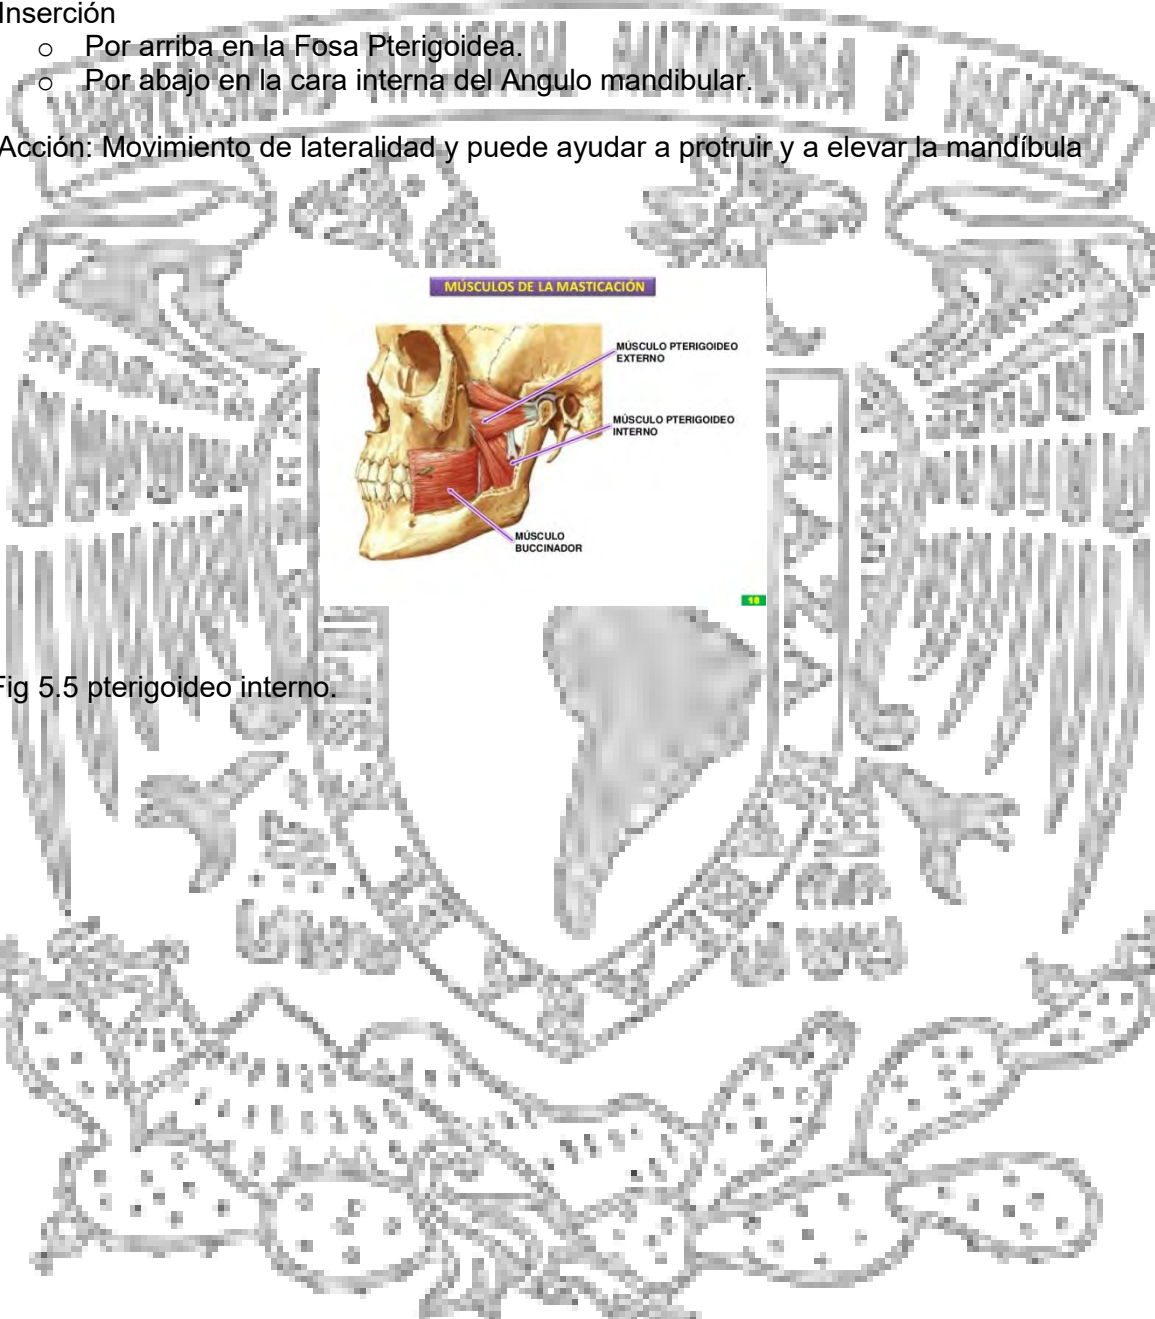 Inserción
o Por arriba en la Fosa Pterigoidea.
o Por abajo en la cara interna del Angulo mandibular.
Acción: Movimiento de lateralidad y puede ayudar a protruir y a elevar la mandíbula
MÚSCULOS DE LA MASTICACIÓN
MÚSCULO PTERIGOIDEO
EXTERNO
MÚSCULO PTERIGOIDEO
INTERNO
MÚSCULO
BUCCINADOR
Fig 5.5 pterigoideo interno.